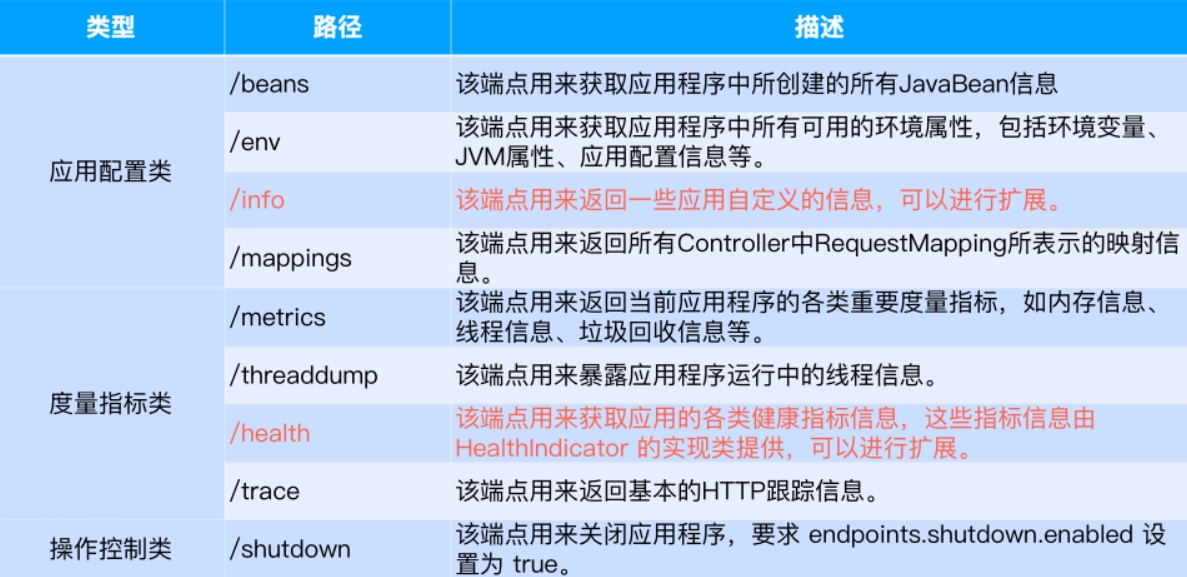 类型 路径 描述
应用配置类
/beans 该端点用来获取应用程序中所创建的所有JavaBean信息
/env 该端点用来获取应用程序中所有可用的环境属性，包括环境变量、
JVM属性、应用配置信息等。
/info 该端点用来返回一些应用自定义的信息，可以进行扩展。
/mappings 该端点用来返回所有Controller中RequestMapping所表示的映射信
息。
度量指标类
/metrics 该端点用来返回当前应用程序的各类重要度量指标，如内存信息、
线程信息、垃圾回收信息等。
/threaddump 该端点用来暴露应用程序运行中的线程信息。
/health 该端点用来获取应用的各类健康指标信息，这些指标信息由
HealthIndicator 的实现类提供，可以进行扩展。
/trace 该端点用来返回基本的HTTP跟踪信息。
操作控制类
/shutdown 该端点用来关闭应用程序，要求 endpoints.shutdown.enabled 设
置为 true。